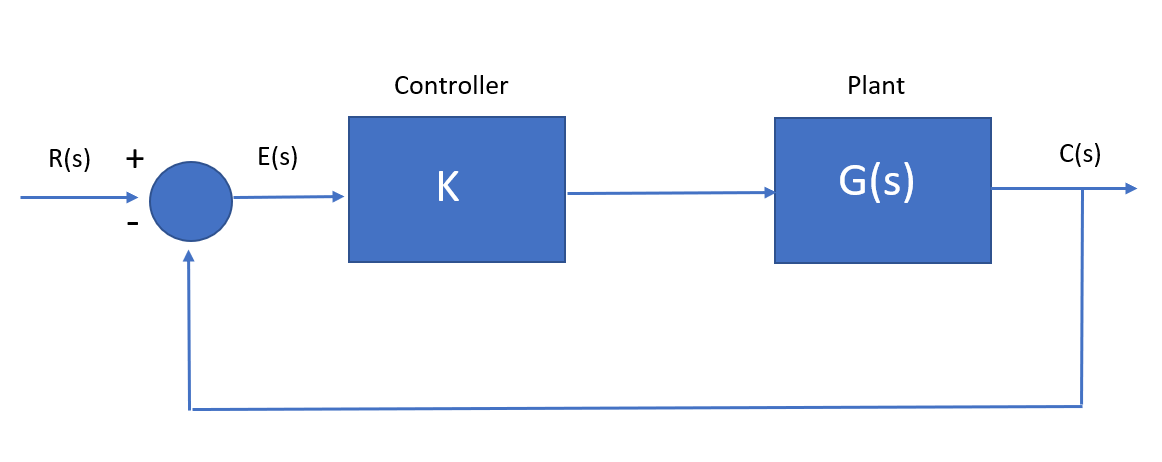 Controller
Plant
R(s)
+
E(s)
K
G(s)
C(s)
-